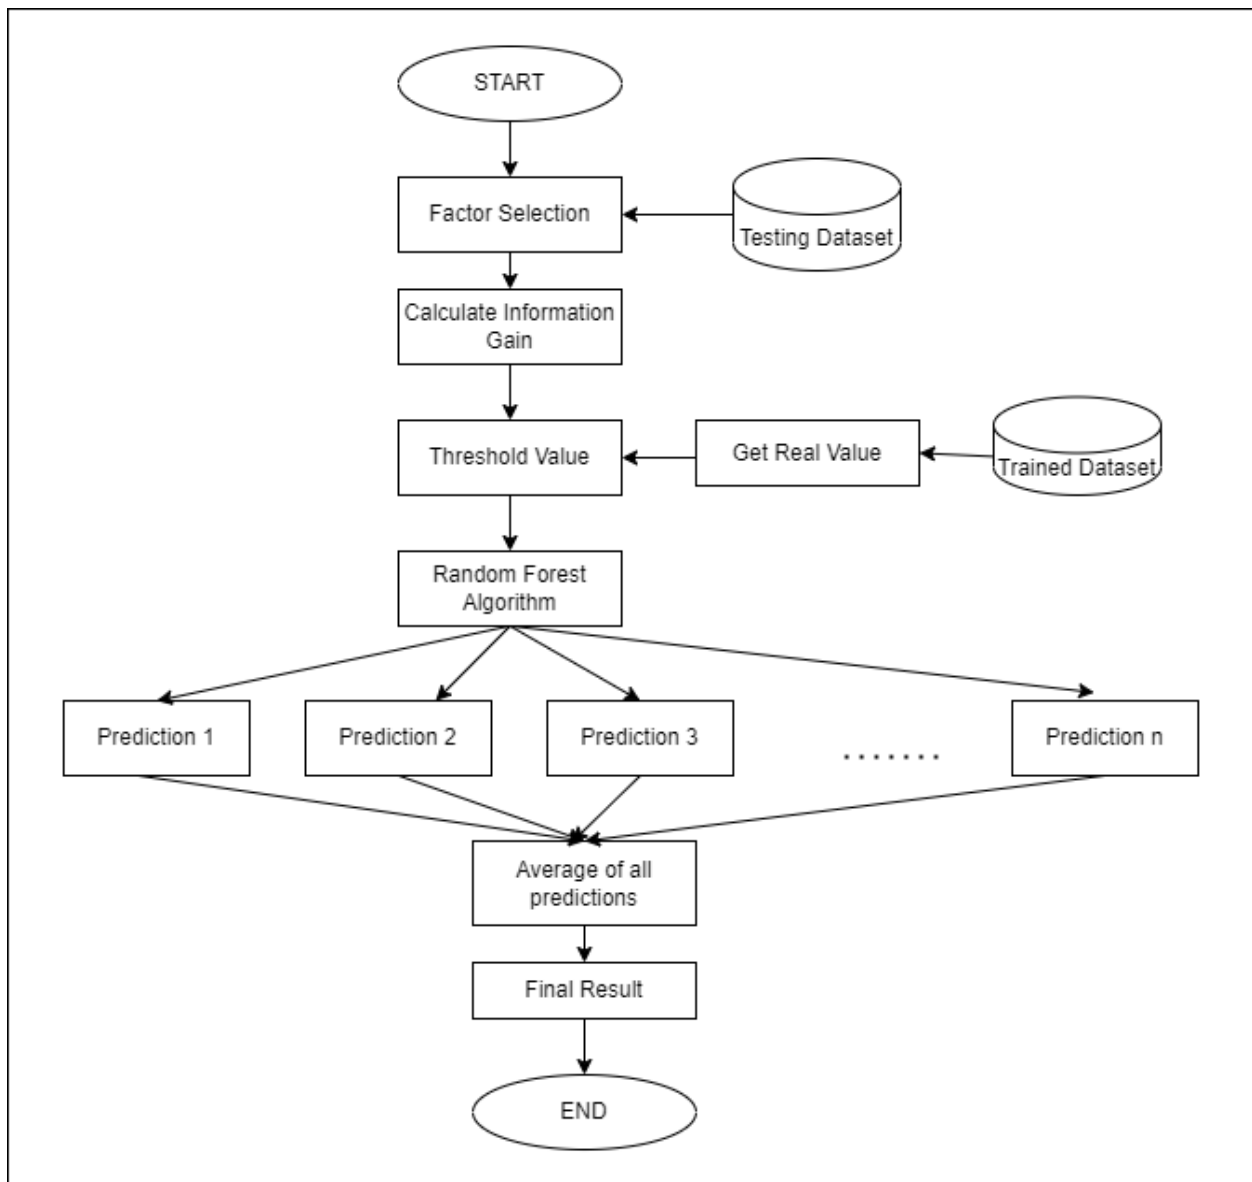 START
Factor Selection
Testing Dataset
Calculate Information
Gain
Threshold Value
Get Real Value
Trained Dataset
Random Forest
Algorithm
Prediction 1
Prediction 2
Prediction 3
.......
Prediction n
Average of all
predictions
Final Result
END